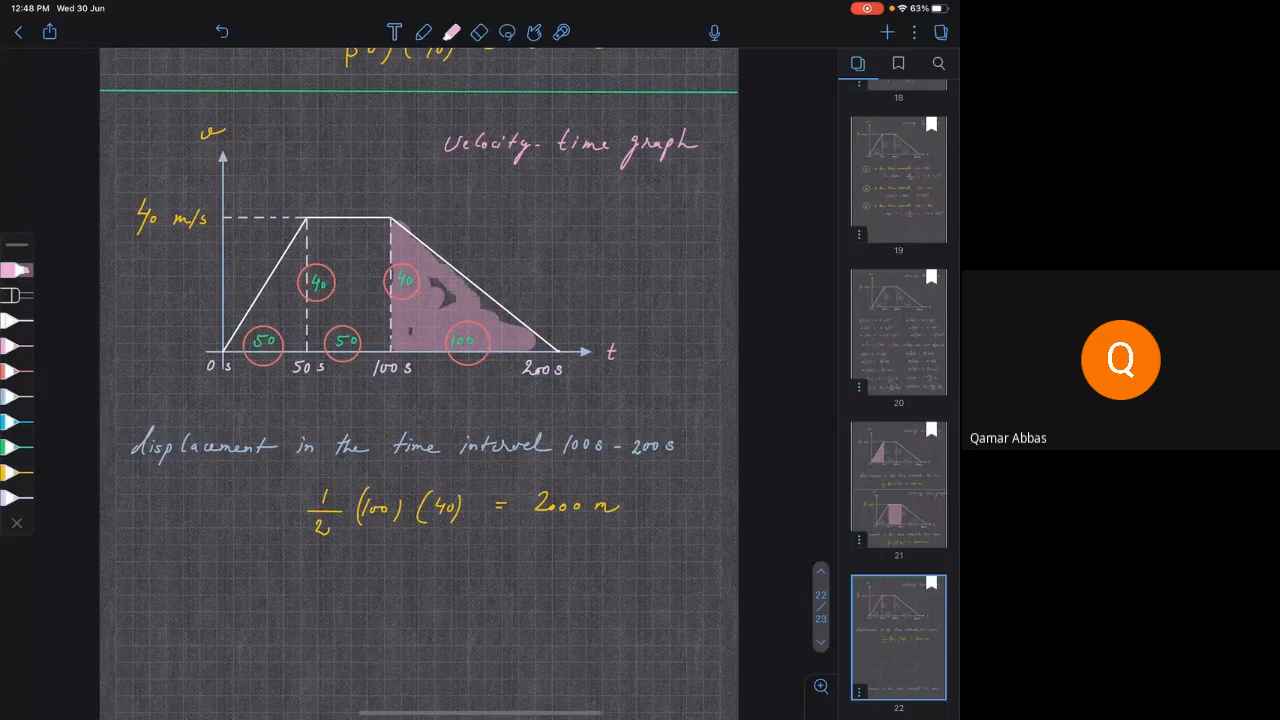 12:48 PM Wed 30 Jun
63%
v
velocity-time graph
40 m/s
40
40
50
50
100
0 s
50 s
100 s
200 s
t
displacement in the time interval 100 s - 200 s
1/2 (100) (40) = 2000 m
18
19
20
21
22
22
23
Q
Qamar Abbas